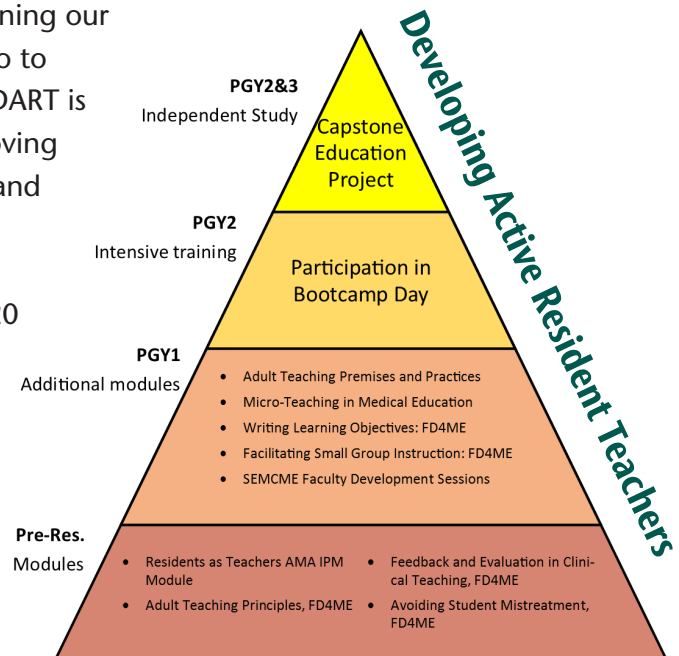 ning our
o to
DART is
ving
and
20
Developing Active Resident Teachers
PGY2&3
Independent Study
Capstone
Education
Project
PGY2
Intensive training
Participation in
Bootcamp Day
PGY1
Additional modules
• Adult Teaching Premises and Practices
• Micro-Teaching in Medical Education
• Writing Learning Objectives: FD4ME
• Facilitating Small Group Instruction: FD4ME
• SEMCME Faculty Development Sessions
Pre-Res.
Modules
• Residents as Teachers AMA IPM
Module
• Adult Teaching Principles, FD4ME
• Feedback and Evaluation in Clini-
cal Teaching, FD4ME
• Avoiding Student Mistreatment,
FD4ME